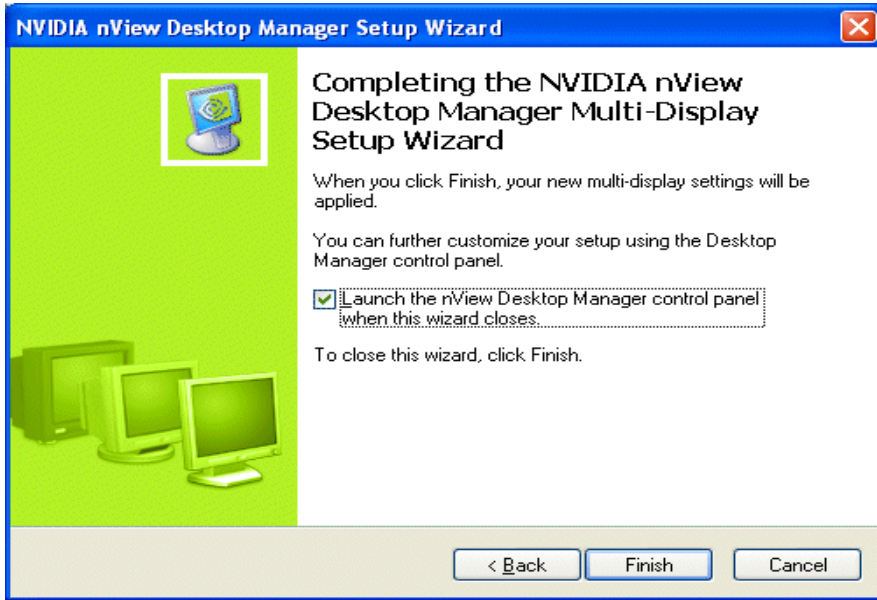 NVIDIA nView Desktop Manager Setup Wizard
Completing the NVIDIA nView
Desktop Manager Multi-Display
Setup Wizard
When you click Finish, your new multi-display settings will be
applied.
You can further customize your setup using the Desktop
Manager control panel.
Launch the nView Desktop Manager control panel
when this wizard closes.
To close this wizard, click Finish.
< Back
Finish
Cancel